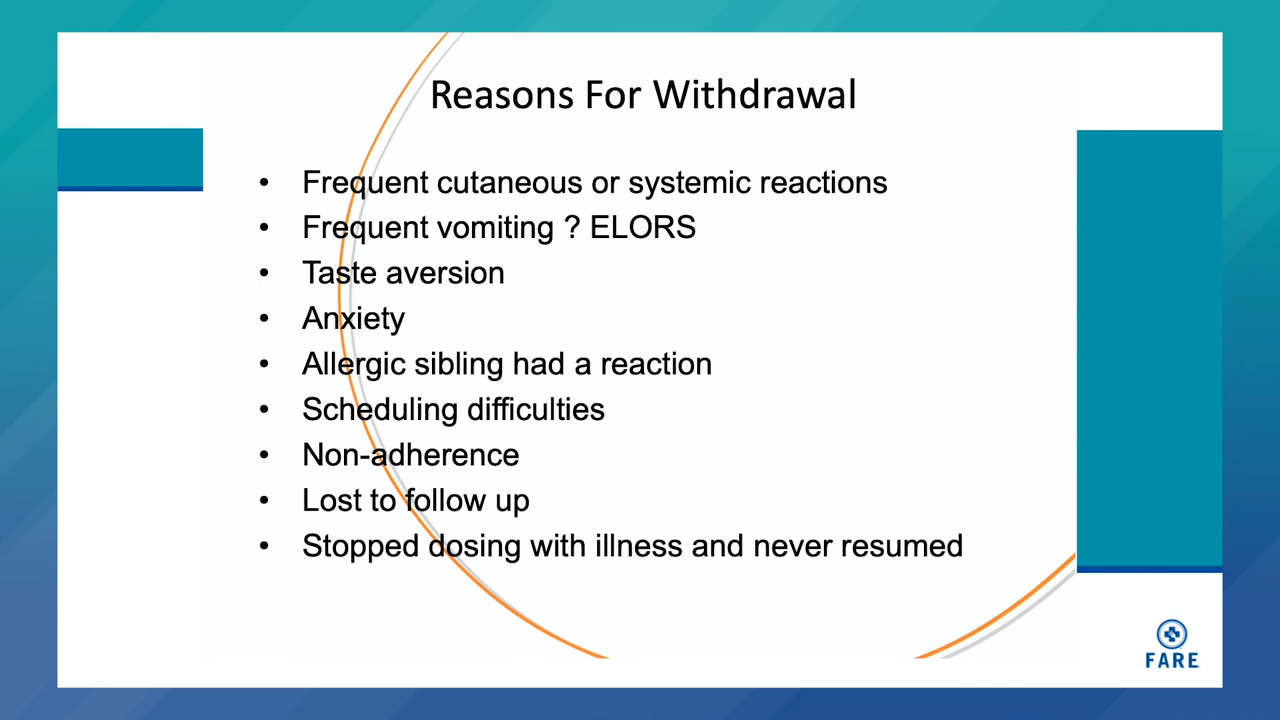 Reasons For Withdrawal
• Frequent cutaneous or systemic reactions
• Frequent vomiting ? ELORS
• Taste aversion
• Anxiety
• Allergic sibling had a reaction
• Scheduling difficulties
• Non-adherence
• Lost to follow up
• Stopped dosing with illness and never resumed
FARE